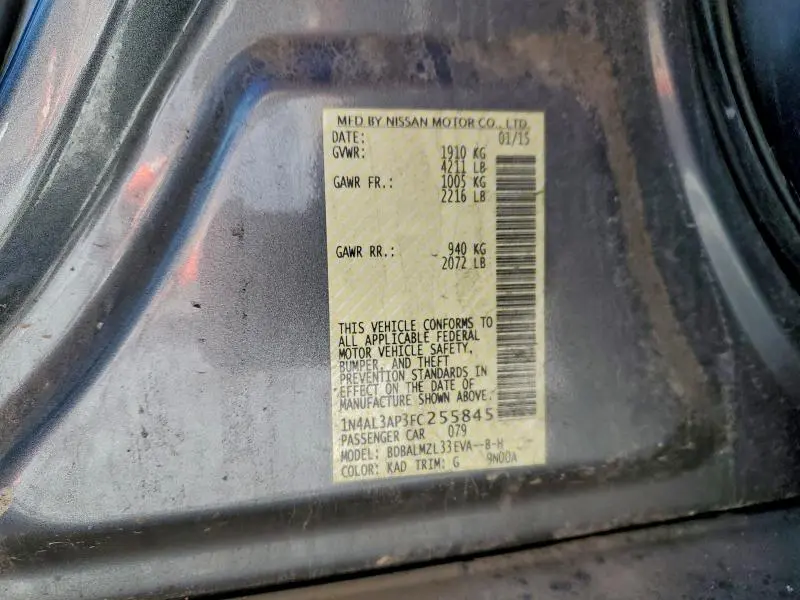 MFD BY NISSAN MOTOR CO., LTD.
DATE: 01/15
GVWR: 1910 KG
4211 LB
GAWR FR.: 1005 KG
2216 LB
GAWR RR.: 940 KG
2072 LB
THIS VEHICLE CONFORMS TO
ALL APPLICABLE FEDERAL
MOTOR VEHICLE SAFETY,
BUMPER, AND THEFT
PREVENTION STANDARDS IN
EFFECT ON THE DATE OF
MANUFACTURE SHOWN ABOVE.
1N4AL3AP3FC255845
PASSENGER CAR 079
MODEL: BDBALMZL33EVA--B-H
COLOR: KAD TRIM: G 9N00A